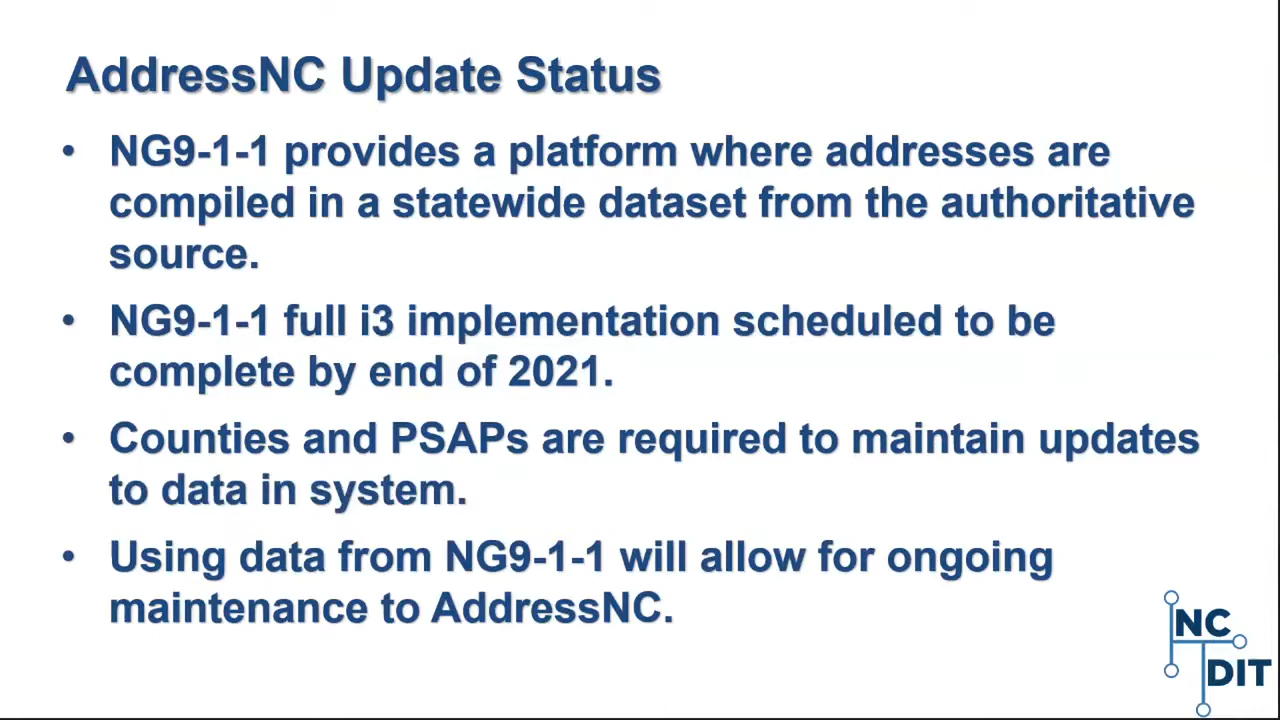 AddressNC Update Status
• NG9-1-1 provides a platform where addresses are
compiled in a statewide dataset from the authoritative
source.
• NG9-1-1 full i3 implementation scheduled to be
complete by end of 2021.
• Counties and PSAPs are required to maintain updates
to data in system.
• Using data from NG9-1-1 will allow for ongoing
maintenance to AddressNC.
NC
DIT